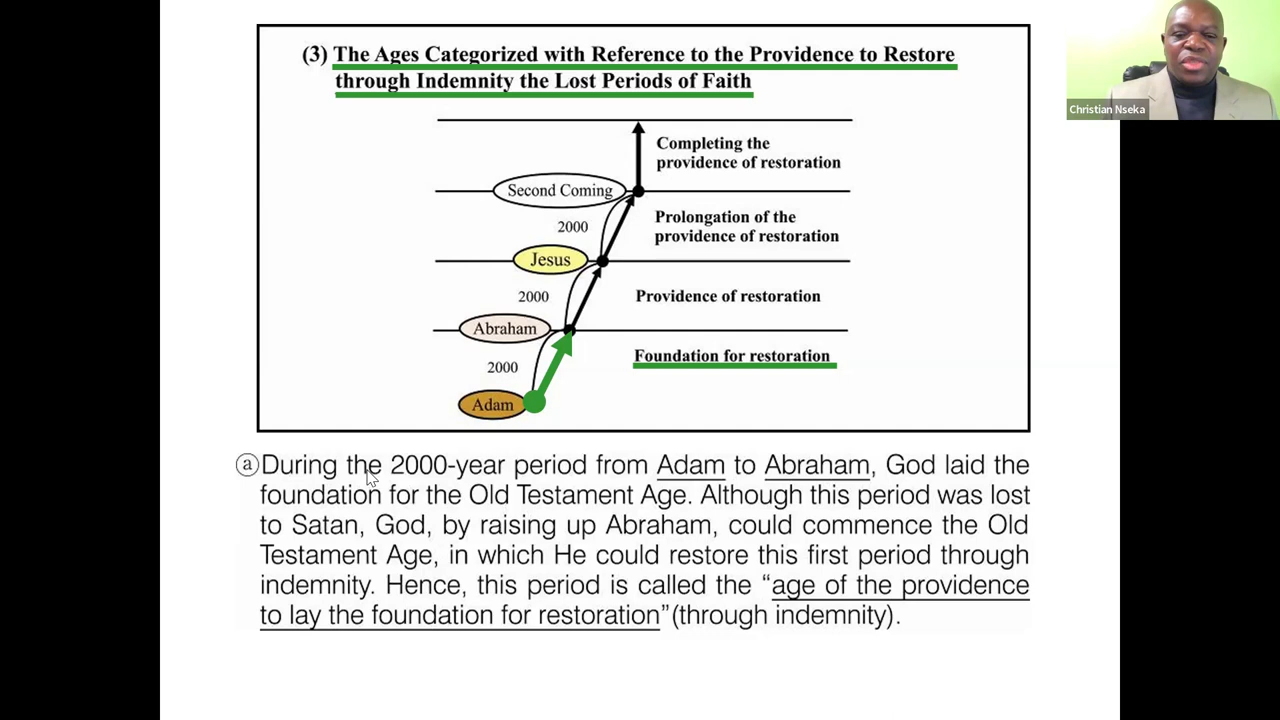 (3) The Ages Categorized with Reference to the Providence to Restore
through Indemnity the Lost Periods of Faith
Christian Nseka
Completing the
providence of restoration
Second Coming
2000
Prolongation of the
providence of restoration
Jesus
2000
Providence of restoration
Abraham
2000
Foundation for restoration
Adam
ⓐDuring the 2000-year period from Adam to Abraham, God laid the
foundation for the Old Testament Age. Although this period was lost
to Satan, God, by raising up Abraham, could commence the Old
Testament Age, in which He could restore this first period through
indemnity. Hence, this period is called the “age of the providence
to lay the foundation for restoration” (through indemnity).